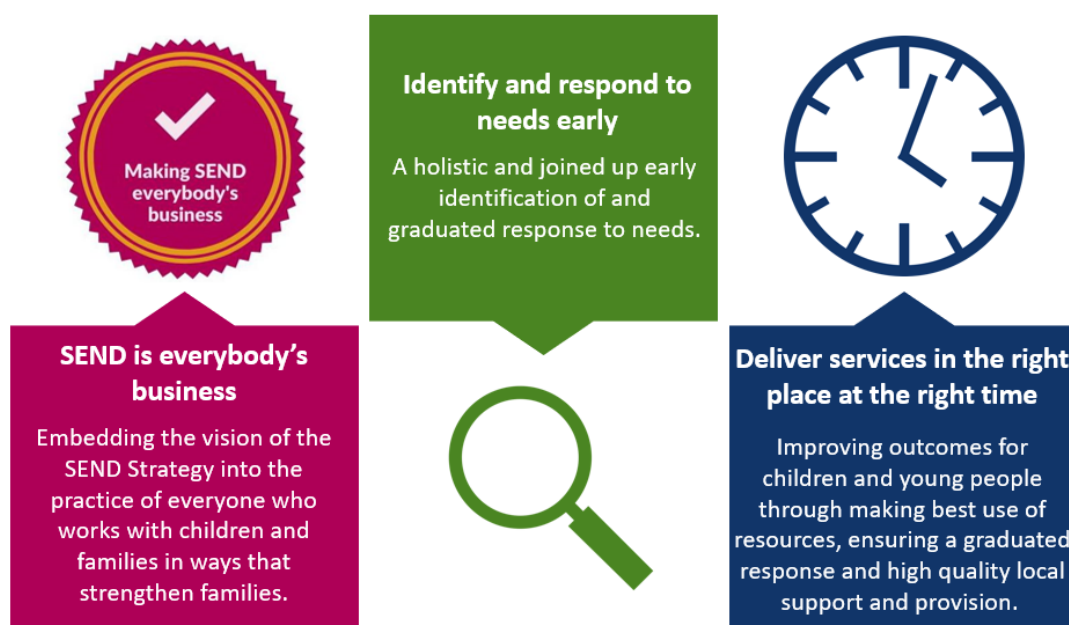 Making SEND
everybody's
business
SEND is everybody’s
business
Embedding the vision of the
SEND Strategy into the
practice of everyone who
works with children and
families in ways that
strengthen families.
Identify and respond to
needs early
A holistic and joined up early
identification of and
graduated response to needs.
Deliver services in the right
place at the right time
Improving outcomes for
children and young people
through making best use of
resources, ensuring a graduated
response and high quality local
support and provision.